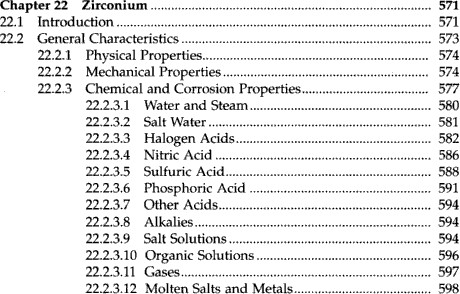 Chapter 22 Zirconium ........ 571
22.1 Introduction ........ 571
22.2 General Characteristics ........ 573
22.2.1 Physical Properties ........ 574
22.2.2 Mechanical Properties ........ 574
22.2.3 Chemical and Corrosion Properties ........ 577
22.2.3.1 Water and Steam ........ 580
22.2.3.2 Salt Water ........ 581
22.2.3.3 Halogen Acids ........ 582
22.2.3.4 Nitric Acid ........ 586
22.2.3.5 Sulfuric Acid ........ 588
22.2.3.6 Phosphoric Acid ........ 591
22.2.3.7 Other Acids ........ 594
22.2.3.8 Alkalies ........ 594
22.2.3.9 Salt Solutions ........ 594
22.2.3.10 Organic Solutions ........ 596
22.2.3.11 Gases ........ 597
22.2.3.12 Molten Salts and Metals ........ 598